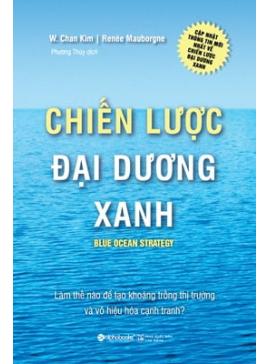 W. Chan Kim | Renée Mauborgne
Phương Thúy dịch
CẬP NHẬT
THÔNG TIN MỚI
NHẤT VỀ
CHIẾN LƯỢC
ĐẠI DƯƠNG
XANH
CHIẾN LƯỢC
ĐẠI DƯƠNG
XANH
BLUE OCEAN STRATEGY
Làm thế nào để tạo khoảng trống thị trường
và vô hiệu hóa cạnh tranh?
alphabooks